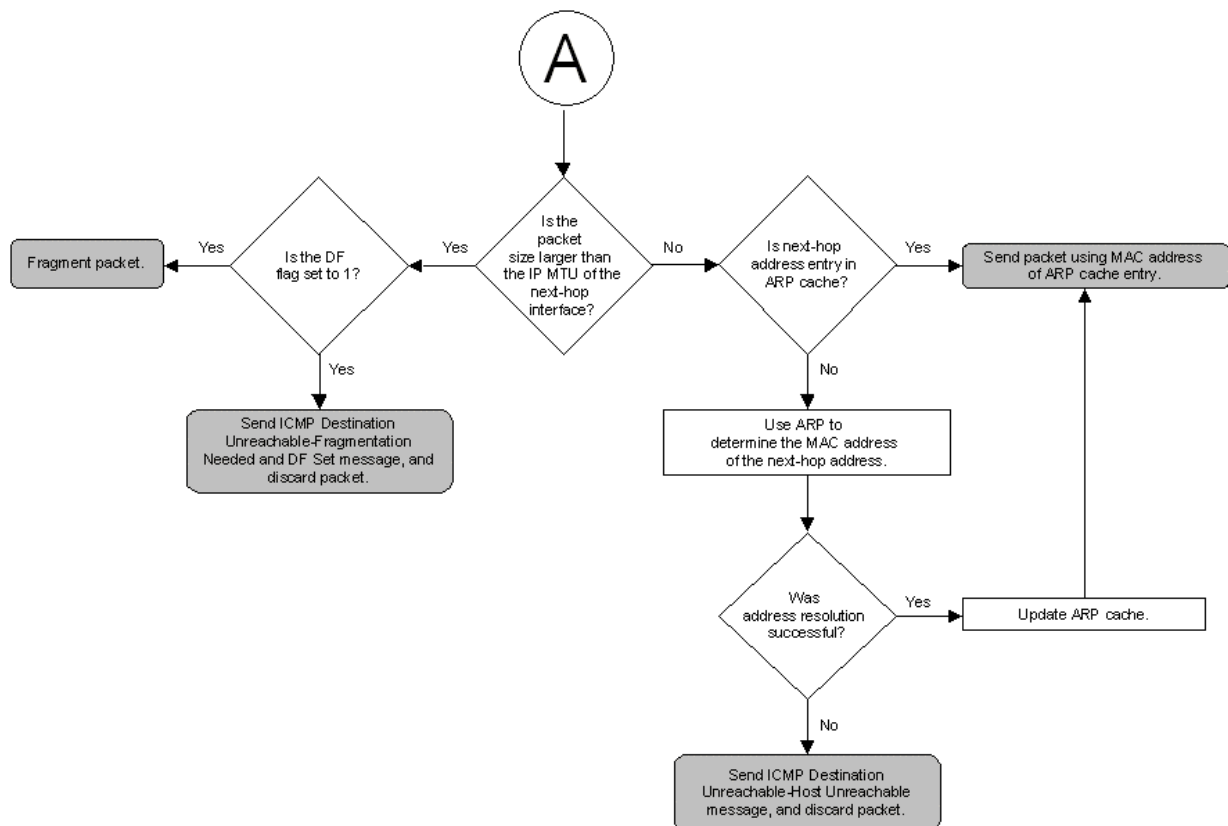 A
Is the
packet
size larger than
the IP MTU of the
next-hop
interface?
Yes
No
Is the DF
flag set to 1?
Yes
Fragment packet.
Yes
Send ICMP Destination
Unreachable-Fragmentation
Needed and DF Set message, and
discard packet.
Is next-hop
address entry in
ARP cache?
Yes
Send packet using MAC address
of ARP cache entry.
No
Use ARP to
determine the MAC address
of the next-hop address.
Was
address resolution
successful?
Yes
Update ARP cache.
No
Send ICMP Destination
Unreachable-Host Unreachable
message, and discard packet.